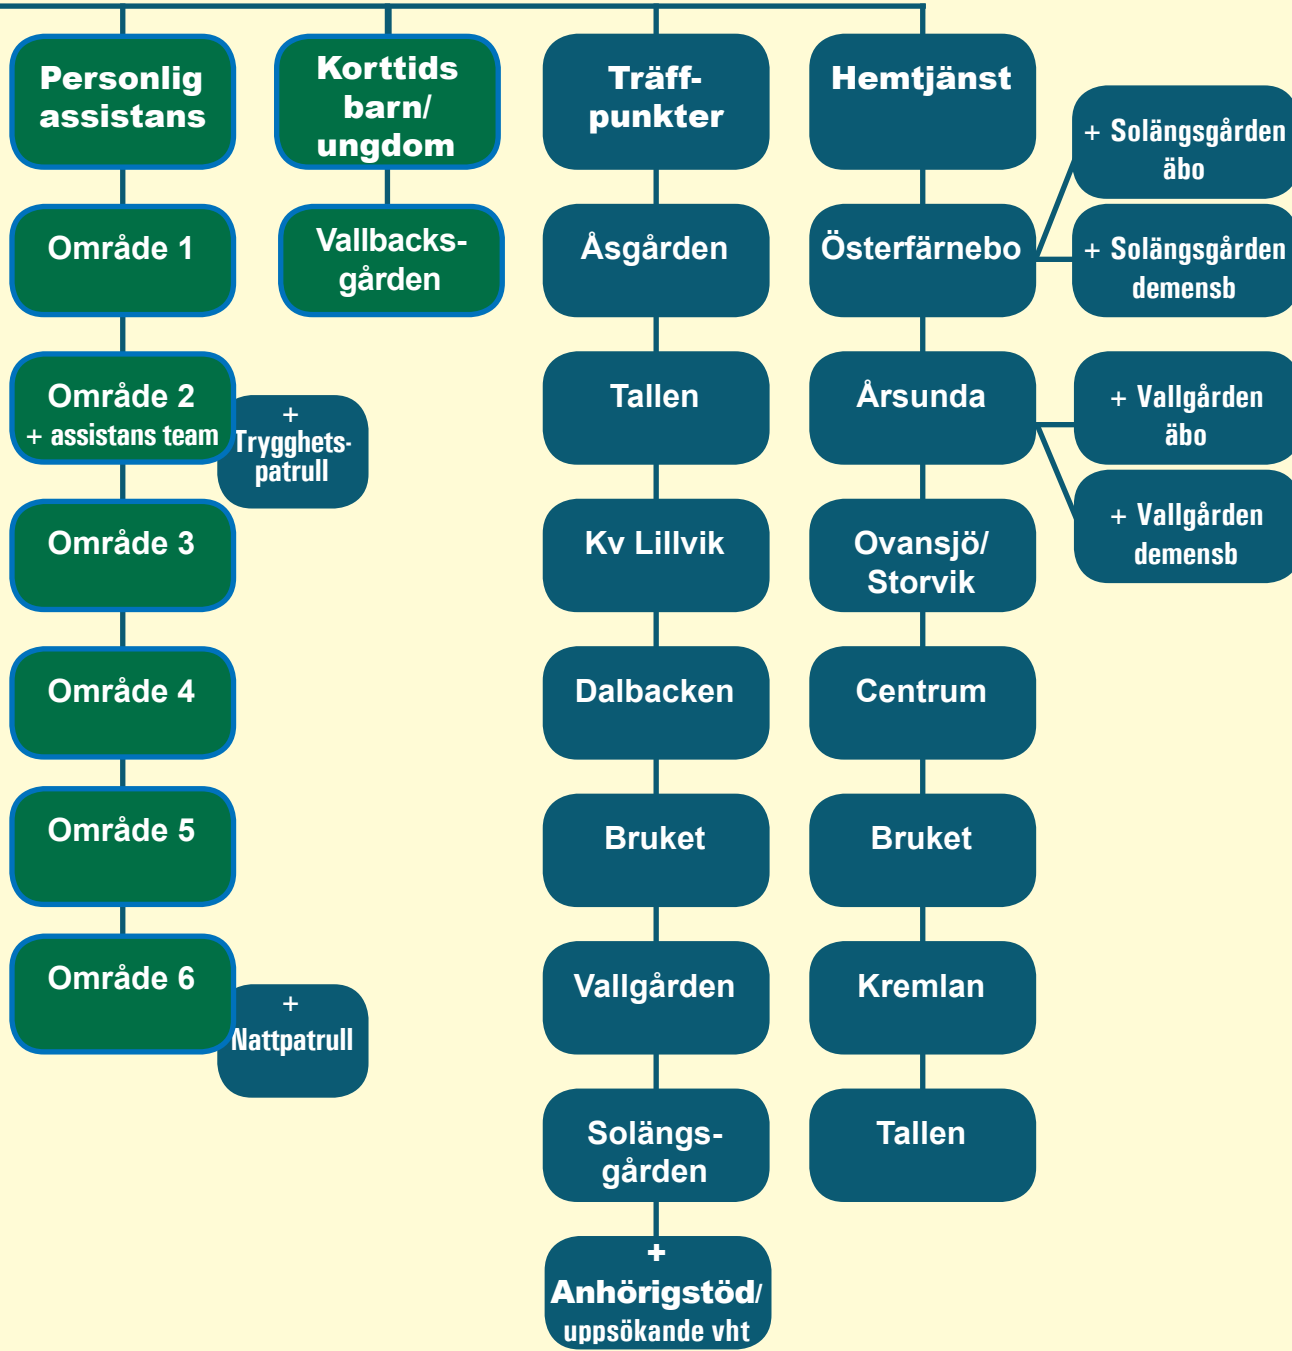 Personlig
assistans
Område 1
Område 2
+ assistans team
+
Trygghets-
patrull
Område 3
Område 4
Område 5
Område 6
+
Nattpatrull
Korttids
barn/
ungdom
Vallbacks-
gården
Träff-
punkter
Åsgården
Tallen
Kv Lillvik
Dalbacken
Bruket
Vallgården
Solängs-
gården
+
Anhörigstöd/
uppsökande vht
Hemtjänst
Österfärnebo
+ Solängsgården
äbo
+ Solängsgården
demensb
Årsunda
+ Vallgården
äbo
+ Vallgården
demensb
Ovansjö/
Storvik
Centrum
Bruket
Kremlan
Tallen